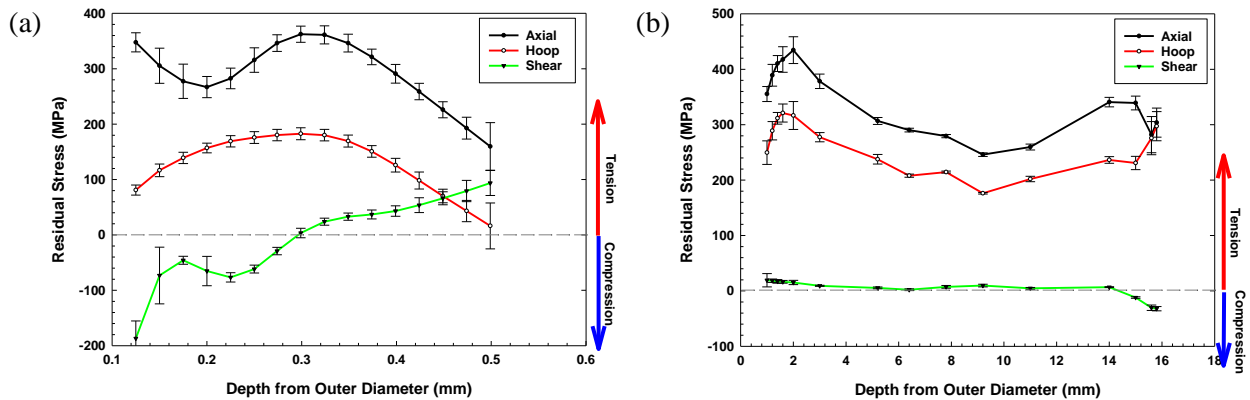 (a)
400
300
200
100
0
-100
-200
Residual Stress (MPa)
0.1 0.2 0.3 0.4 0.5 0.6
Depth from Outer Diameter (mm)
Axial
Hoop
Shear
Tension
Compression
(b)
500
400
300
200
100
0
-100
Residual Stress (MPa)
0 2 4 6 8 10 12 14 16 18
Depth from Outer Diameter (mm)
Axial
Hoop
Shear
Tension
Compression